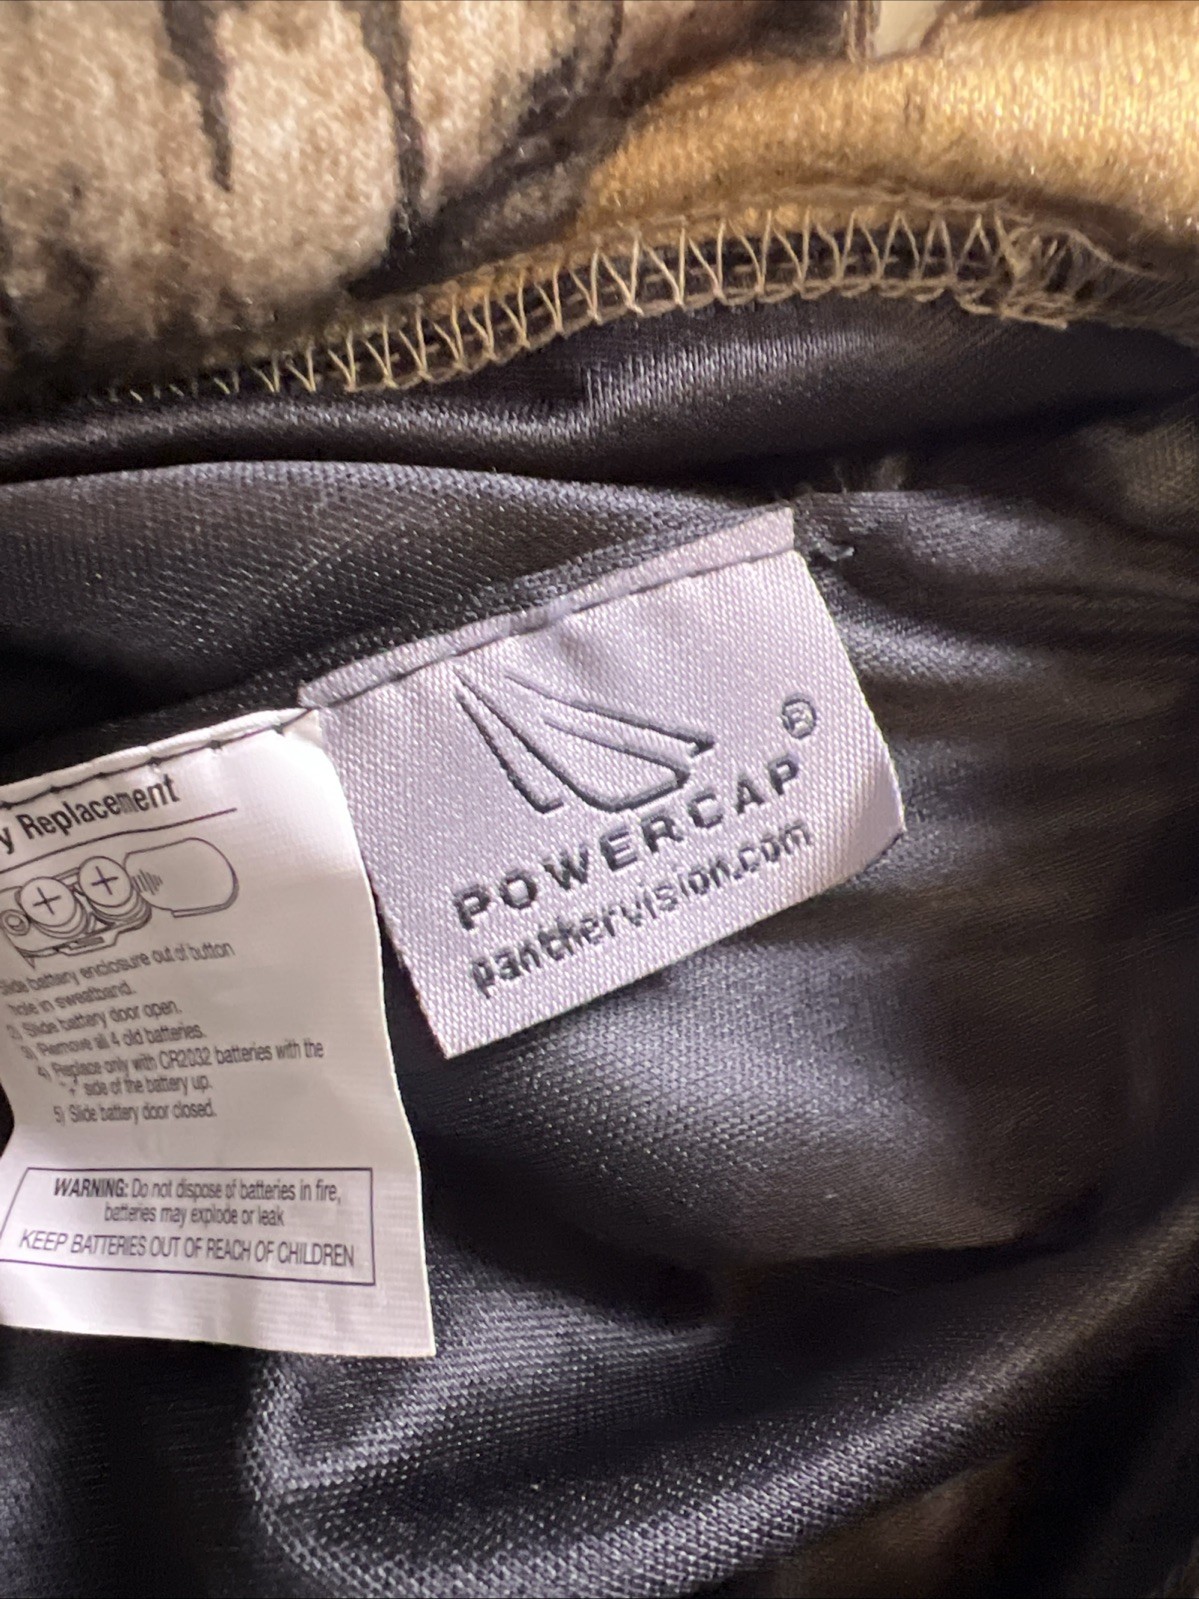 y Replacement
Slide battery enclosure out of button
hole in sweatband.
2) Slide battery door open.
3) Remove all 4 old batteries.
4) Replace only with CR2032 batteries with the
"+" side of the battery up.
5) Slide battery door closed.
WARNING: Do not dispose of batteries in fire,
batteries may explode or leak
KEEP BATTERIES OUT OF REACH OF CHILDREN
POWERCAP®
panthervision.com